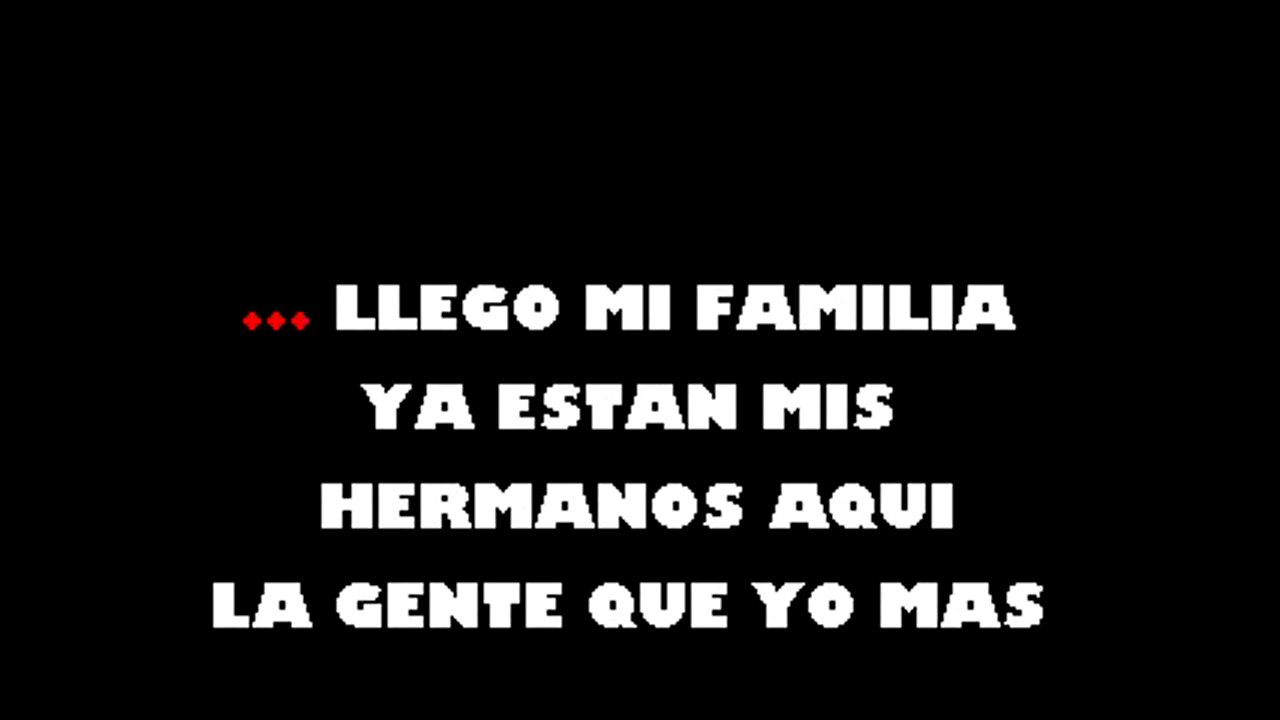 ... LLEGO MI FAMILIA
YA ESTAN MIS
HERMANOS AQUI
LA GENTE QUE YO MAS